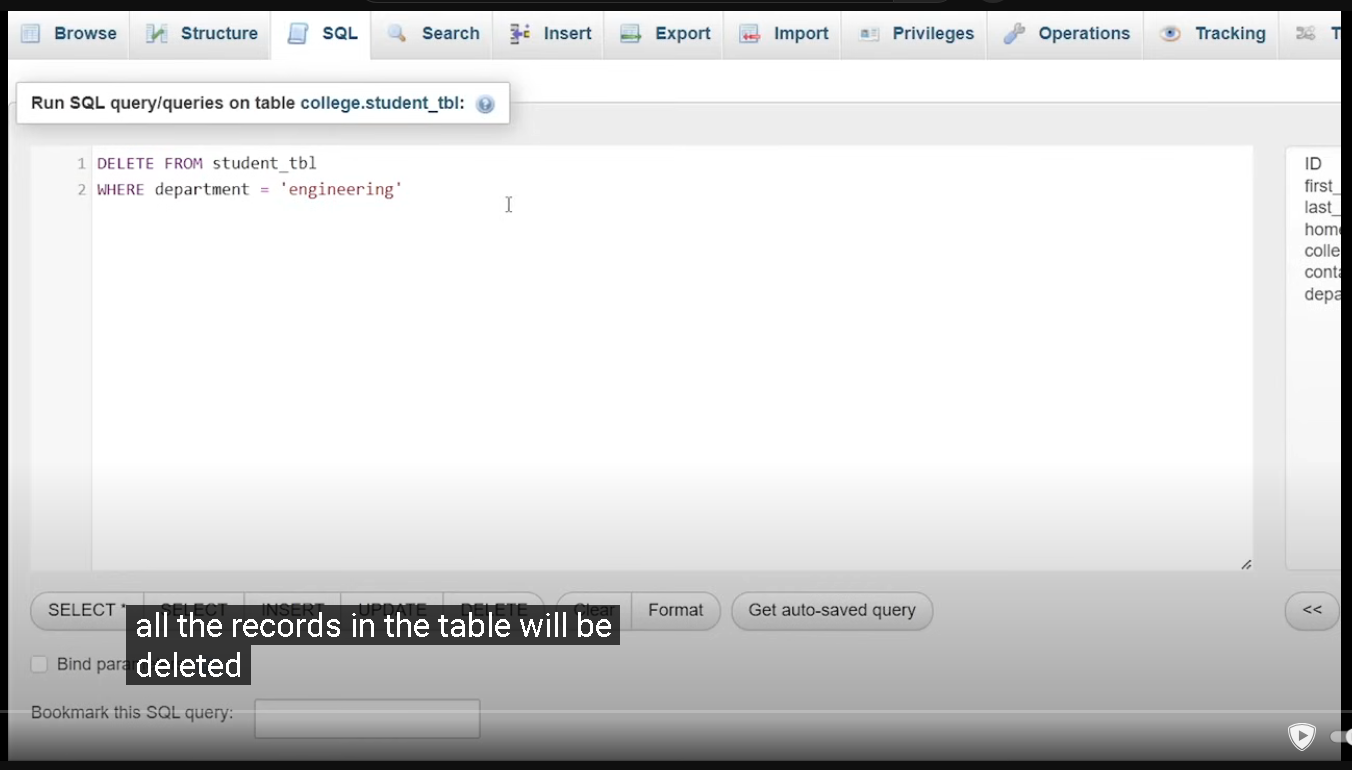 Browse Structure SQL Search Insert Export Import Privileges Operations Tracking T
Run SQL query/queries on table college.student_tbl:
1 DELETE FROM student_tbl
2 WHERE department = 'engineering'
ID
first_
last_
home
colle
conta
depa
SELECT * SELECT INSERT UPDATE DELETE Clear Format Get auto-saved query <<
all the records in the table will be
deleted
Bind para
Bookmark this SQL query: